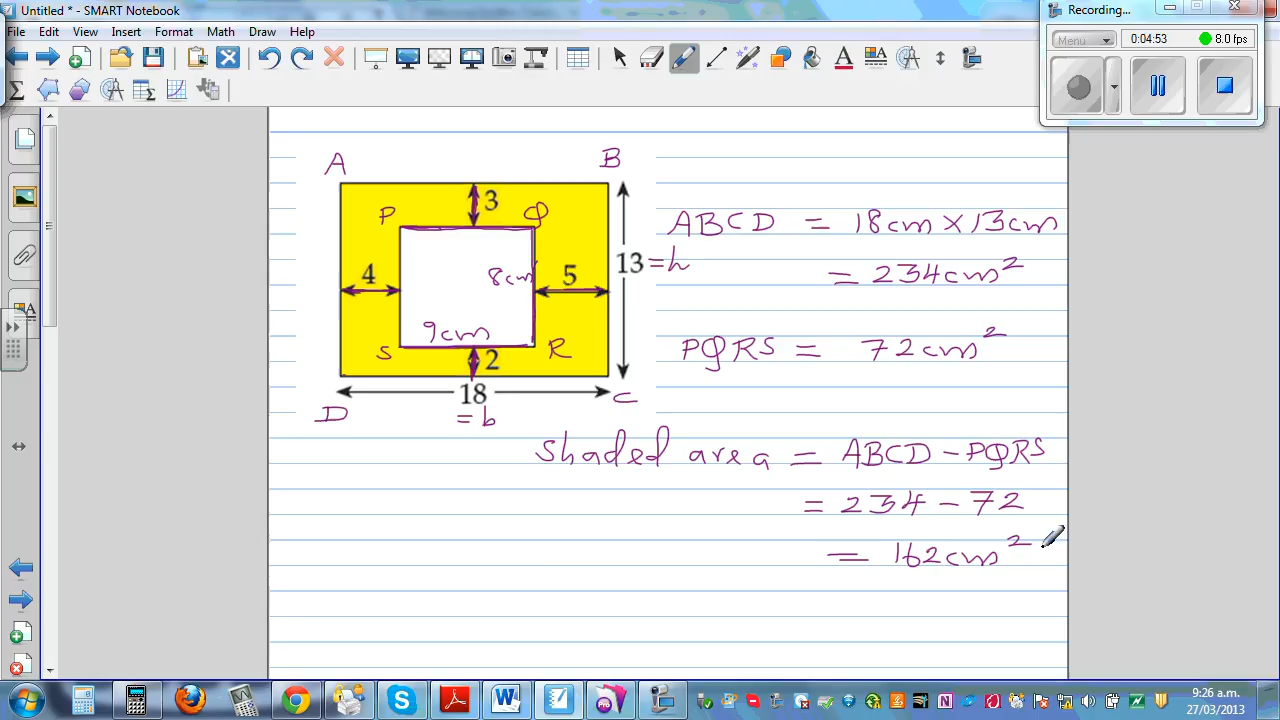 Untitled * - SMART Notebook
File Edit View Insert Format Math Draw Help
Recording...
Menu 0:04:53 8.0 fps
A B
3
P Q
ABCD = 18cm x 13cm
4 8cm 5 13 = h
= 234cm²
9cm
S R
2
PQRS = 72cm²
18
D C
= b
Shaded area = ABCD - PQRS
= 234 - 72
= 162cm²
9:26 a.m.
27/03/2013